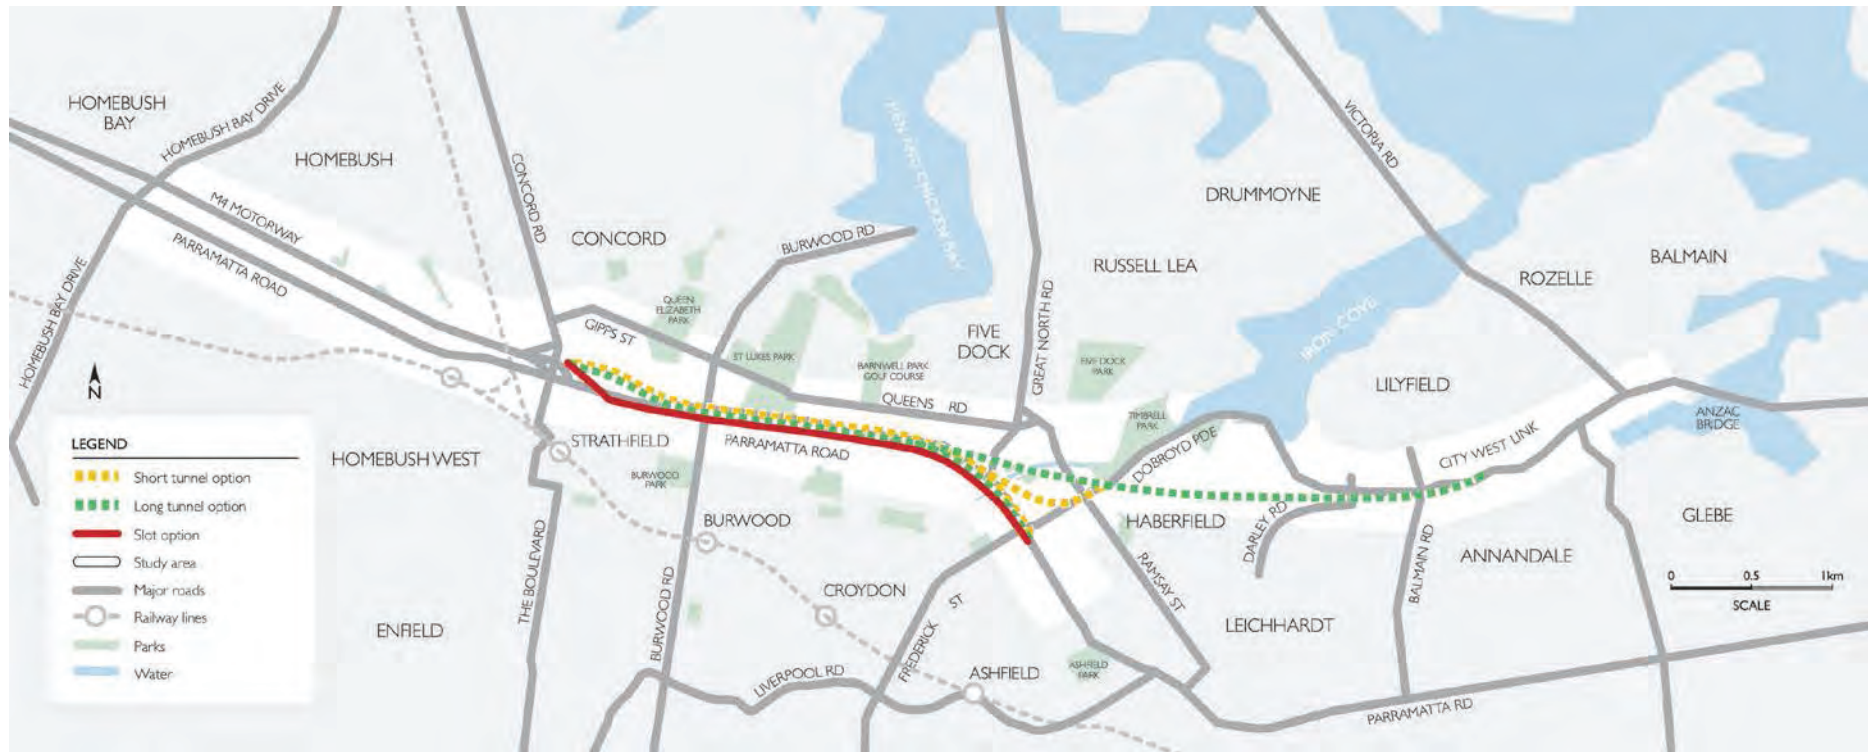 HOMEBUSH
BAY
HOMEBUSH BAY DRIVE
HOMEBUSH
M4 MOTORWAY
PARRAMATTA ROAD
HOMEBUSH BAY DRIVE
CONCORD RD
CONCORD
BURWOOD RD
HEN AND CHICKEN BAY
GREAT NORTH RD
VICTORIA RD
DRUMMOYNE
RUSSELL LEA
BALMAIN
ROZELLE
IRON COVE
GIPPS ST
QUEEN
ELIZABETH
PARK
ST LUKES PARK
BARNWELL PARK
GOLF COURSE
FIVE
DOCK
FIVE DOCK
PARK
LILYFIELD
QUEENS RD
TIMBRELL
PARK
ANZAC
BRIDGE
DOBROYD PDE
CITY WEST LINK
STRATHFIELD
PARRAMATTA ROAD
HOMEBUSH WEST
BURWOOD
PARK
BURWOOD
HABERFIELD
DARLEY RD
GLEBE
ANNANDALE
BALMAIN RD
RAMSAY ST
THE BOULEVARD
BURWOOD RD
CROYDON
FREDERICK ST
ENFIELD
LEICHHARDT
LIVERPOOL RD
ASHFIELD
ASHFIELD
PARK
PARRAMATTA RD
N
LEGEND
Short tunnel option
Long tunnel option
Slot option
Study area
Major roads
Railway lines
Parks
Water
0 0.5 1km
SCALE